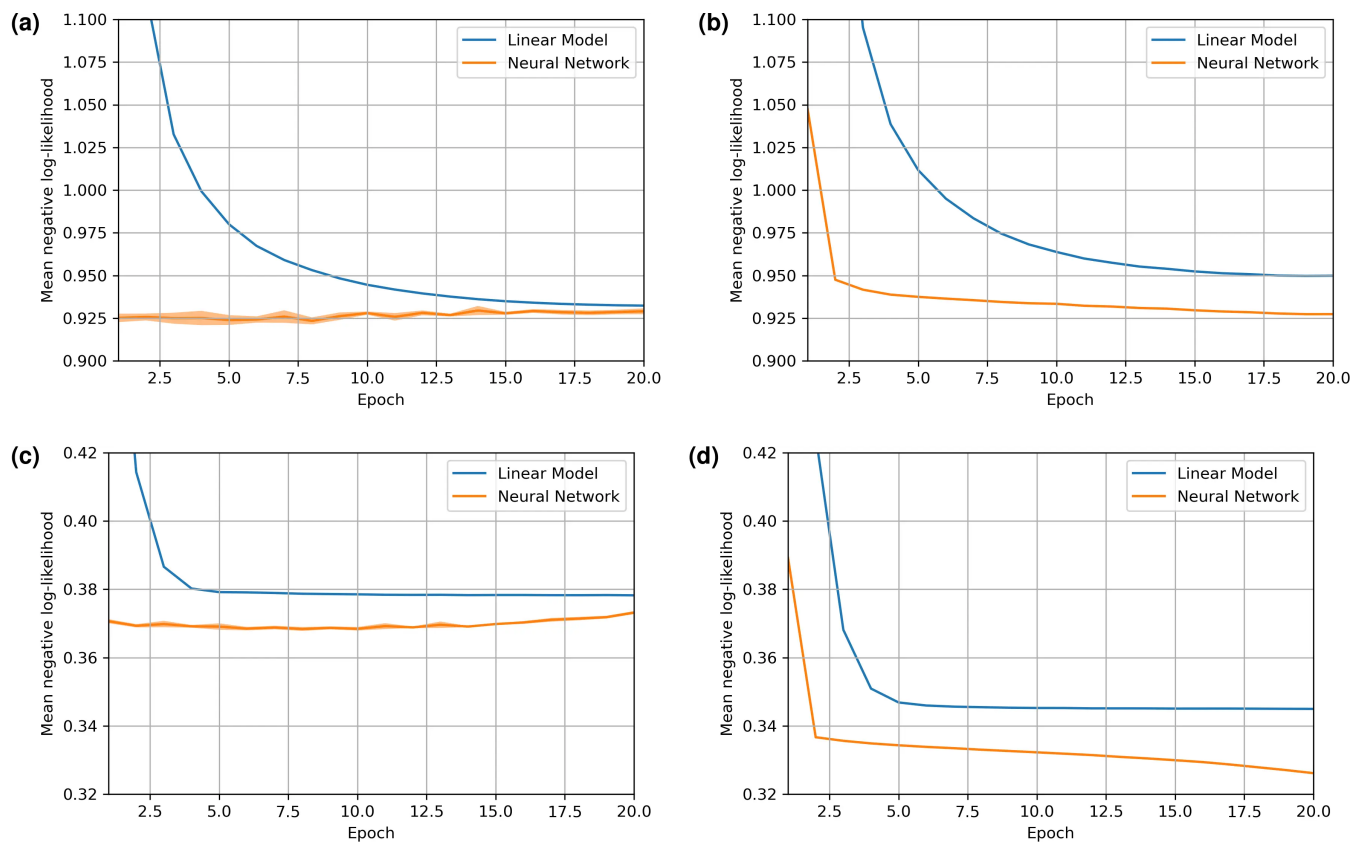 (a)
Mean negative log-likelihood
1.100
1.075
1.050
1.025
1.000
0.975
0.950
0.925
0.900
Linear Model
Neural Network
2.5 5.0 7.5 10.0 12.5 15.0 17.5 20.0
Epoch
(b)
Mean negative log-likelihood
1.100
1.075
1.050
1.025
1.000
0.975
0.950
0.925
0.900
Linear Model
Neural Network
2.5 5.0 7.5 10.0 12.5 15.0 17.5 20.0
Epoch
(c)
Mean negative log-likelihood
0.42
0.40
0.38
0.36
0.34
0.32
Linear Model
Neural Network
2.5 5.0 7.5 10.0 12.5 15.0 17.5 20.0
Epoch
(d)
Mean negative log-likelihood
0.42
0.40
0.38
0.36
0.34
0.32
Linear Model
Neural Network
2.5 5.0 7.5 10.0 12.5 15.0 17.5 20.0
Epoch